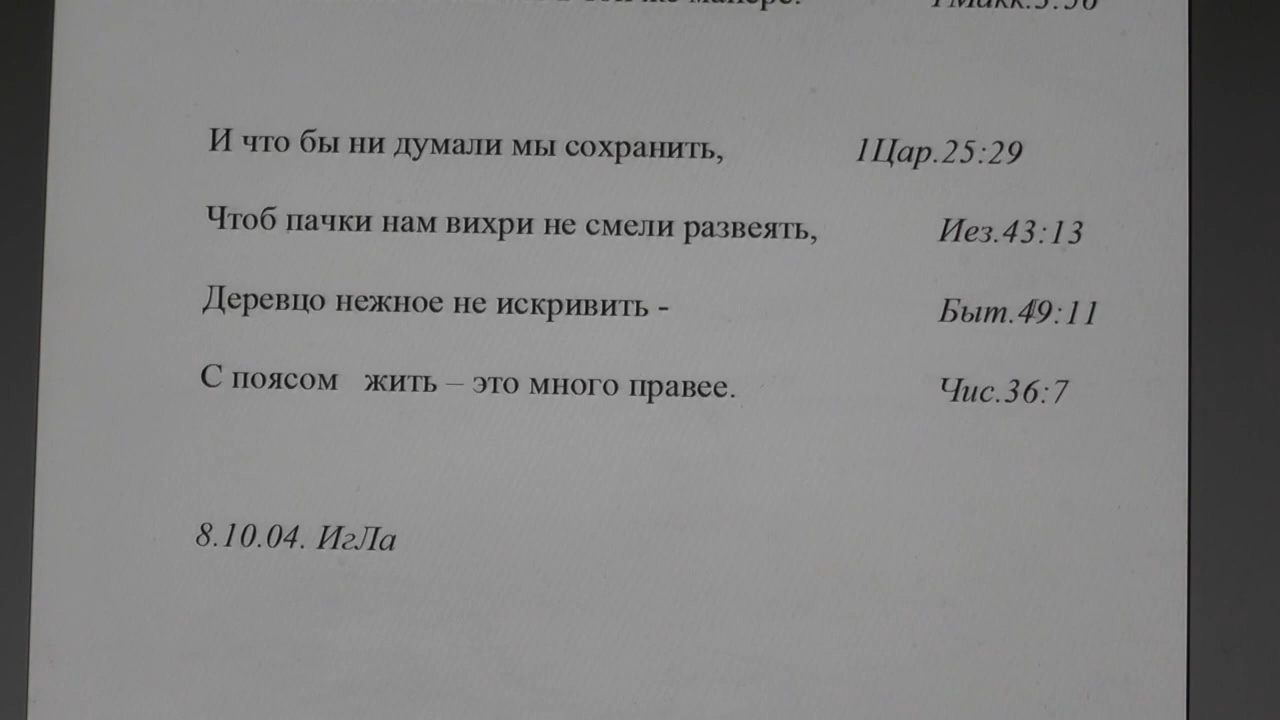 И что бы ни думали мы сохранить, 1Цар.25:29
Чтоб пачки нам вихри не смели развеять, Иез.43:13
Деревцо нежное не искривить - Быт.49:11
С поясом жить – это много правее. Чис.36:7
8.10.04. ИгЛа